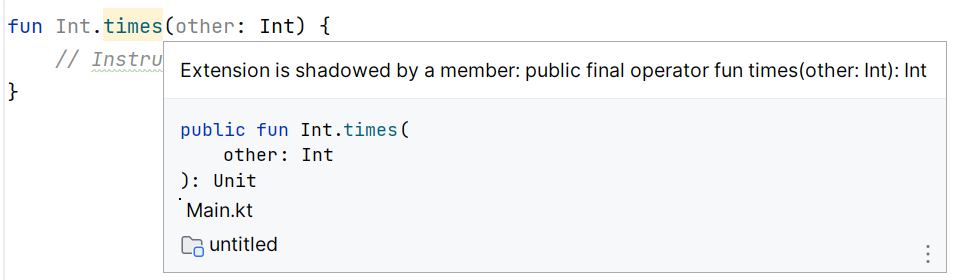 fun Int.times(other: Int) {
// Instru
Extension is shadowed by a member: public final operator fun times(other: Int): Int
}
public fun Int.times(
other: Int
): Unit
Main.kt
untitled